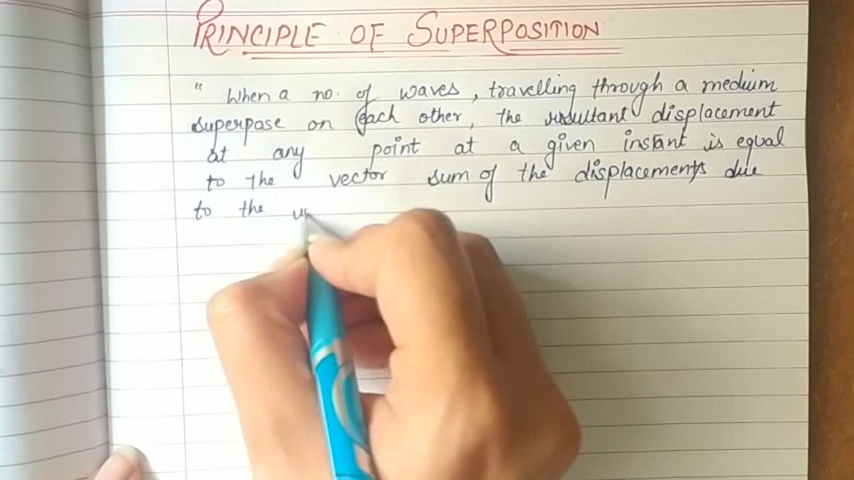 PRINCIPLE OF SUPERPOSITION
" When a no. of waves, travelling through a medium
superpose on each other, the resultant displacement
at any point at a given instant is equal
to the vector sum of the displacements due
to the